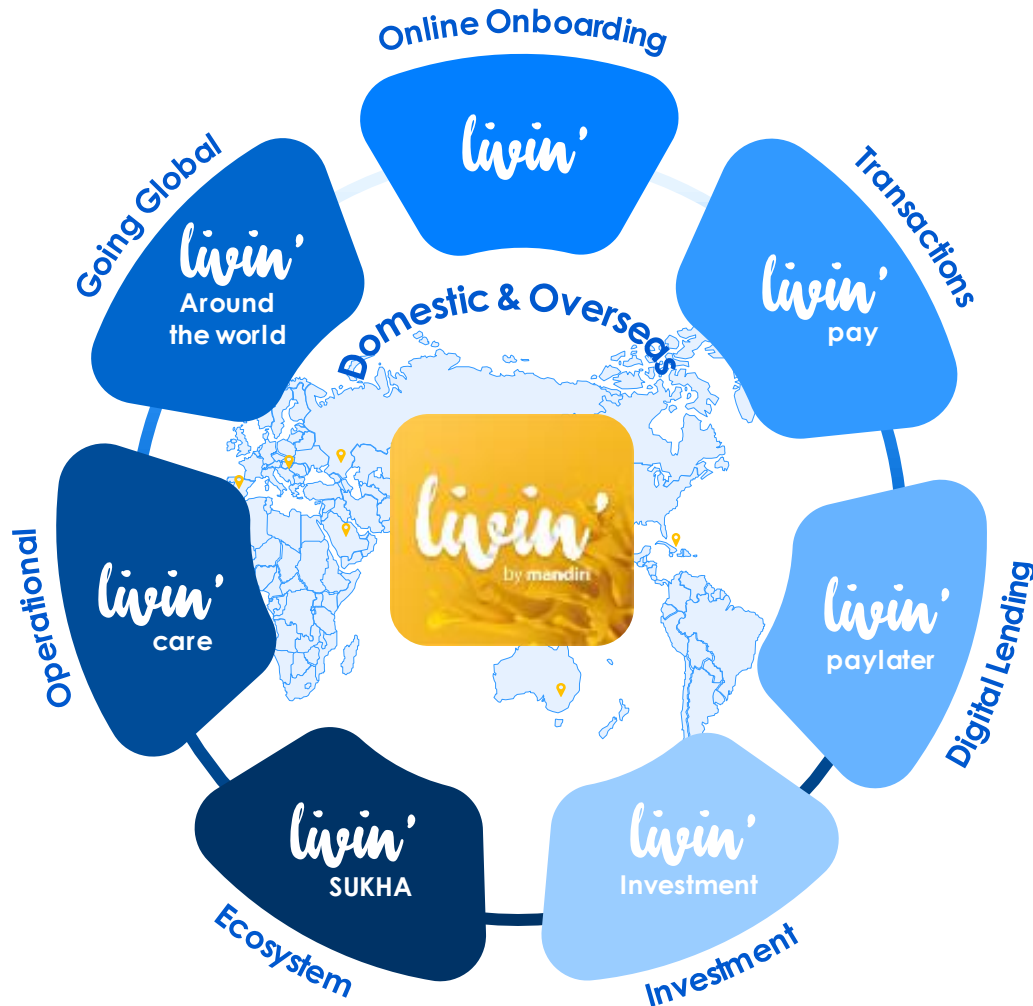 Online Onboarding
livin'
Transactions
livin'
pay
Digital Lending
livin'
paylater
Investment
livin'
Investment
Ecosystem
livin'
SUKHA
Operational
livin'
care
Going Global
livin'
Around
the world
Domestic & Overseas
livin'
by mandiri